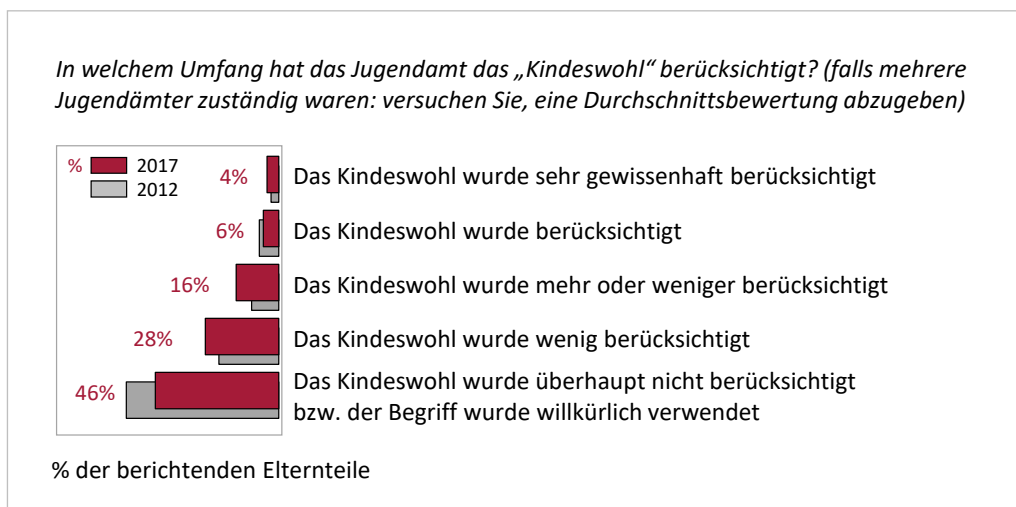 In welchem Umfang hat das Jugendamt das „Kindeswohl“ berücksichtigt? (falls mehrere
Jugendämter zuständig waren: versuchen Sie, eine Durchschnittsbewertung abzugeben)
% 2017
2012
4% Das Kindeswohl wurde sehr gewissenhaft berücksichtigt
6% Das Kindeswohl wurde berücksichtigt
16% Das Kindeswohl wurde mehr oder weniger berücksichtigt
28% Das Kindeswohl wurde wenig berücksichtigt
46% Das Kindeswohl wurde überhaupt nicht berücksichtigt
bzw. der Begriff wurde willkürlich verwendet
% der berichtenden Elternteile